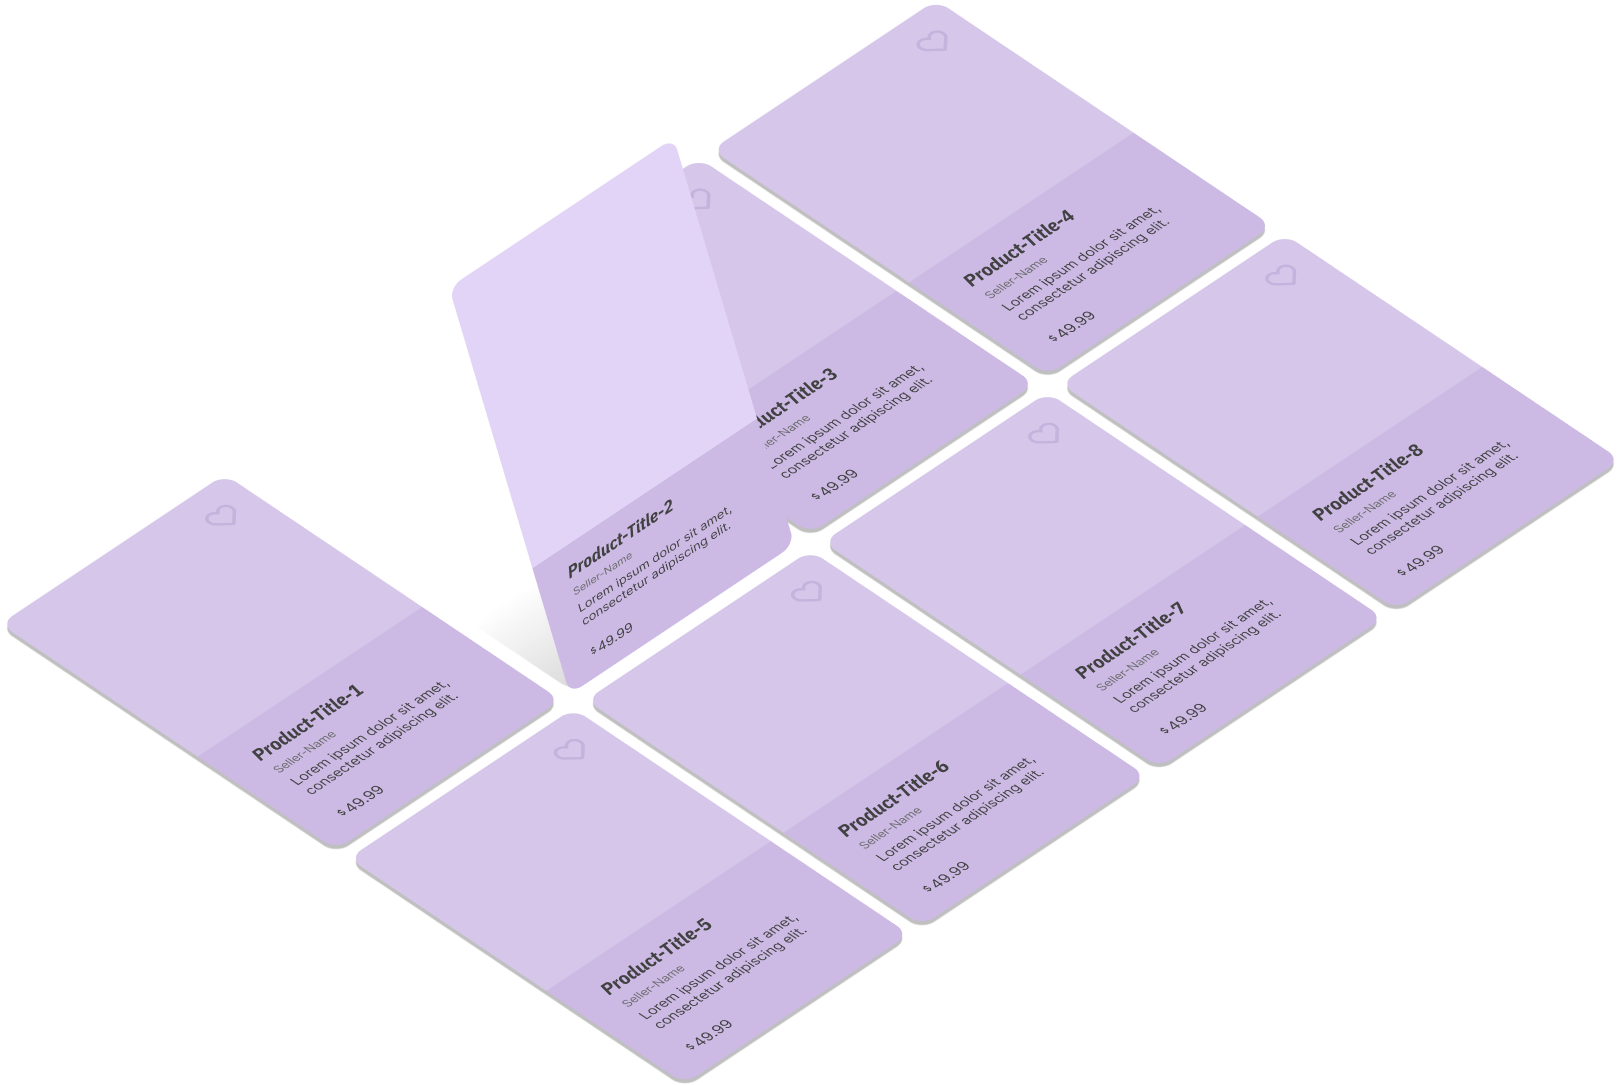 Product-Title-1
Seller-Name
Lorem ipsum dolor sit amet,
consectetur adipiscing elit.
$49.99
Product-Title-2
Seller-Name
Lorem ipsum dolor sit amet,
consectetur adipiscing elit.
$49.99
duct-Title-3
ler-Name
Lorem ipsum dolor sit amet,
consectetur adipiscing elit.
$49.99
Product-Title-4
Seller-Name
Lorem ipsum dolor sit amet,
consectetur adipiscing elit.
$49.99
Product-Title-5
Seller-Name
Lorem ipsum dolor sit amet,
consectetur adipiscing elit.
$49.99
Product-Title-6
Seller-Name
Lorem ipsum dolor sit amet,
consectetur adipiscing elit.
$49.99
Product-Title-7
Seller-Name
Lorem ipsum dolor sit amet,
consectetur adipiscing elit.
$49.99
Product-Title-8
Seller-Name
Lorem ipsum dolor sit amet,
consectetur adipiscing elit.
$49.99